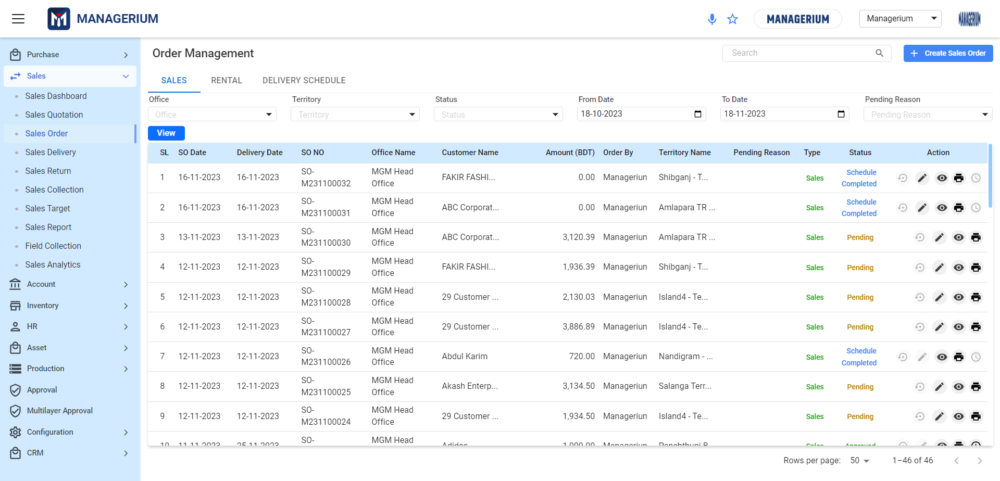 MANAGERIUM
MANAGERIUM
Managerium
MANAGERIUM
Purchase
Sales
Sales Dashboard
Sales Quotation
Sales Order
Sales Delivery
Sales Return
Sales Collection
Sales Target
Sales Report
Field Collection
Sales Analytics
Account
Inventory
HR
Asset
Production
Approval
Multilayer Approval
Configuration
CRM
Order Management
Search
Create Sales Order
SALES RENTAL DELIVERY SCHEDULE
Office Territory Status From Date To Date Pending Reason
Office Territory Status 18-10-2023 18-11-2023 Pending Reason
View
SL SO Date Delivery Date SO NO Office Name Customer Name Amount (BDT) Order By Territory Name Pending Reason Type Status Action
SO- MGM Head Schedule
1 16-11-2023 16-11-2023 FAKIR FASHI... 0.00 Manageriun Shibganj - T... Sales
M231100032 Office Completed
SO- MGM Head Schedule
2 16-11-2023 16-11-2023 ABC Corporat... 0.00 Manageriun Amlapara TR ... Sales
M231100031 Office Completed
SO- MGM Head
3 13-11-2023 13-11-2023 ABC Corporat... 3,120.39 Manageriun Amlapara TR ... Sales Pending
M231100030 Office
SO- MGM Head
4 12-11-2023 12-11-2023 FAKIR FASHI... 1,936.39 Manageriun Shibganj - T... Sales Pending
M231100029 Office
SO- MGM Head
5 12-11-2023 12-11-2023 29 Customer ... 2,130.03 Manageriun Island4 - Te... Sales Pending
M231100028 Office
SO- MGM Head
6 12-11-2023 12-11-2023 29 Customer ... 3,886.89 Manageriun Island4 - Te... Sales Pending
M231100027 Office
SO- MGM Head Schedule
7 12-11-2023 12-11-2023 Abdul Karim 720.00 Manageriun Nandigram - ... Sales
M231100026 Office Completed
SO- MGM Head
8 12-11-2023 12-11-2023 Akash Enterp... 3,134.50 Manageriun Salanga Terr... Sales Pending
M231100025 Office
SO- MGM Head
9 12-11-2023 12-11-2023 29 Customer ... 1,934.50 Manageriun Island4 - Te... Sales Pending
M231100024 Office
SO- MGM Head
10 11-11-2023 25-11-2023 Adidas 1,000.00 Manageriun Sales Approved
Rows per page: 50 1–46 of 46